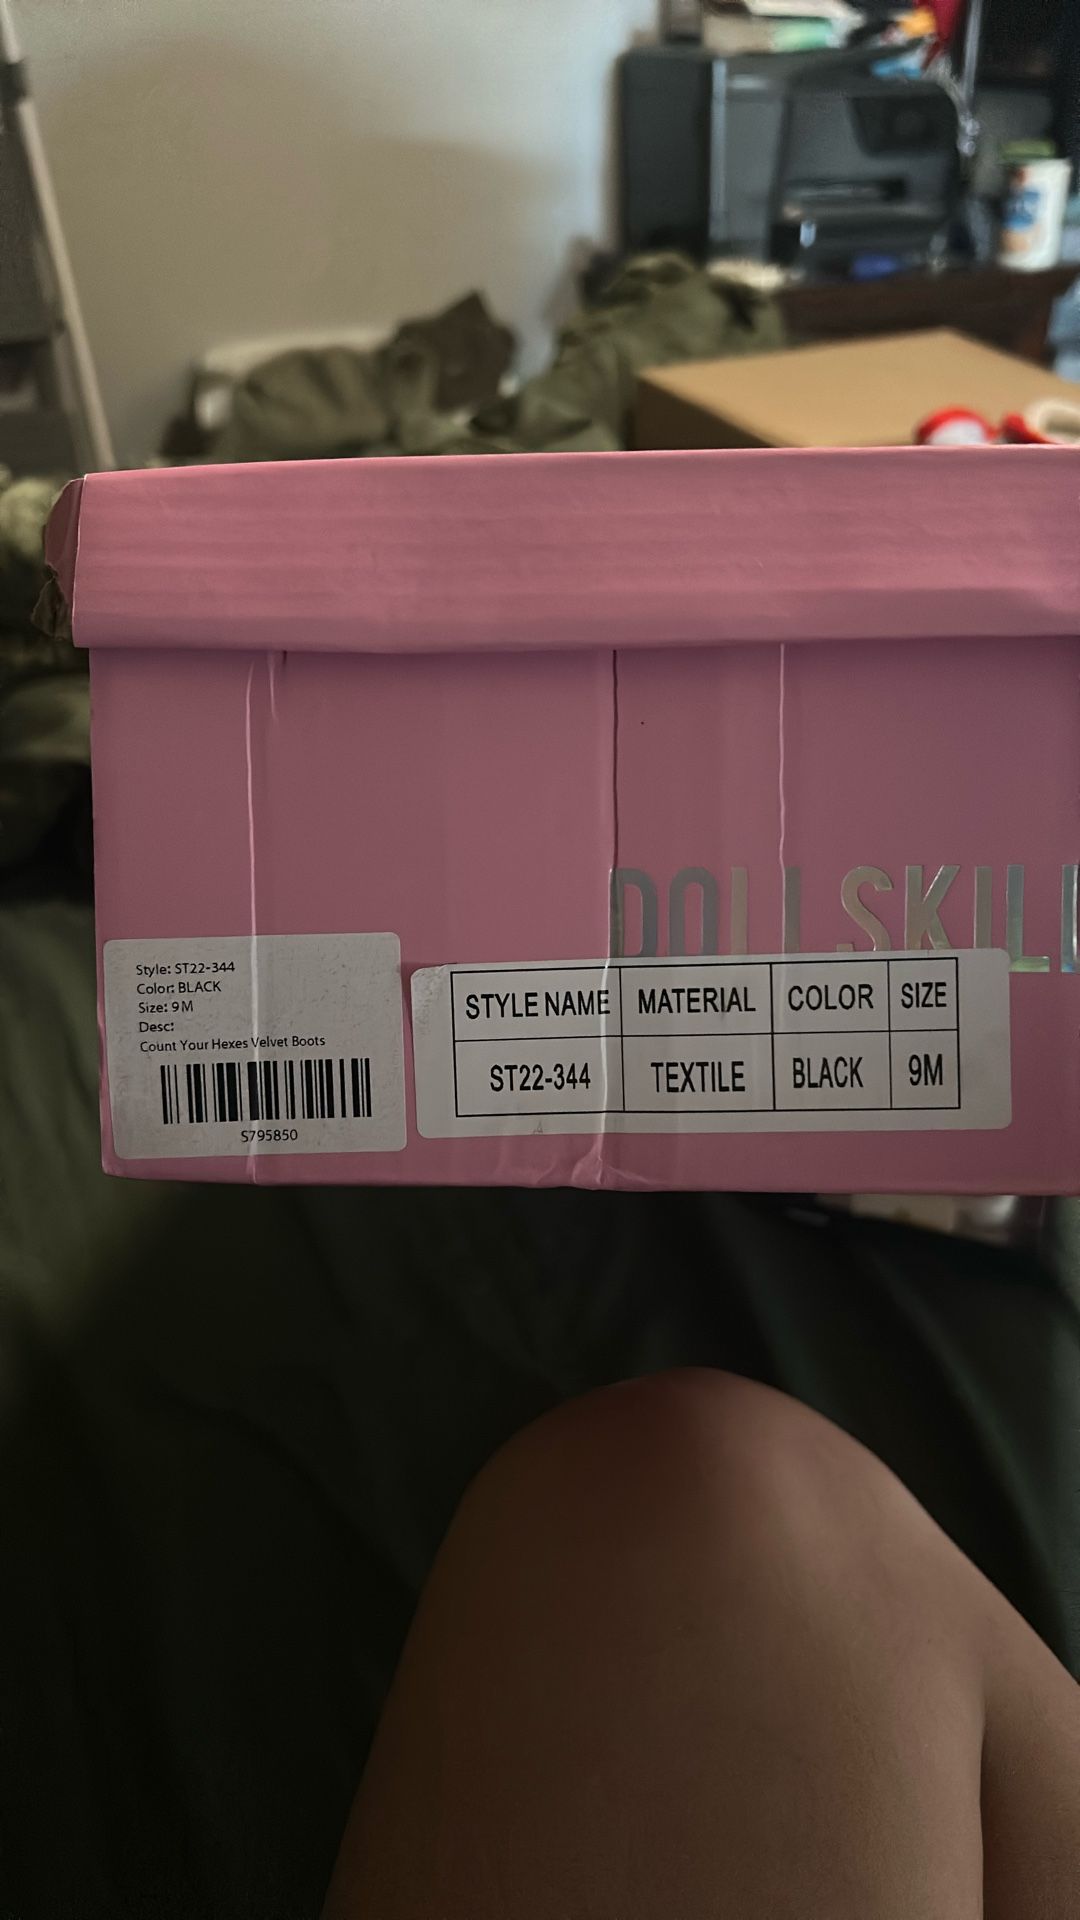 DOLLSKILL
Style: ST22-344
Color: BLACK
Size: 9M
Desc:
Count Your Hexes Velvet Boots
S795850
STYLE NAME MATERIAL COLOR SIZE
ST22-344 TEXTILE BLACK 9M